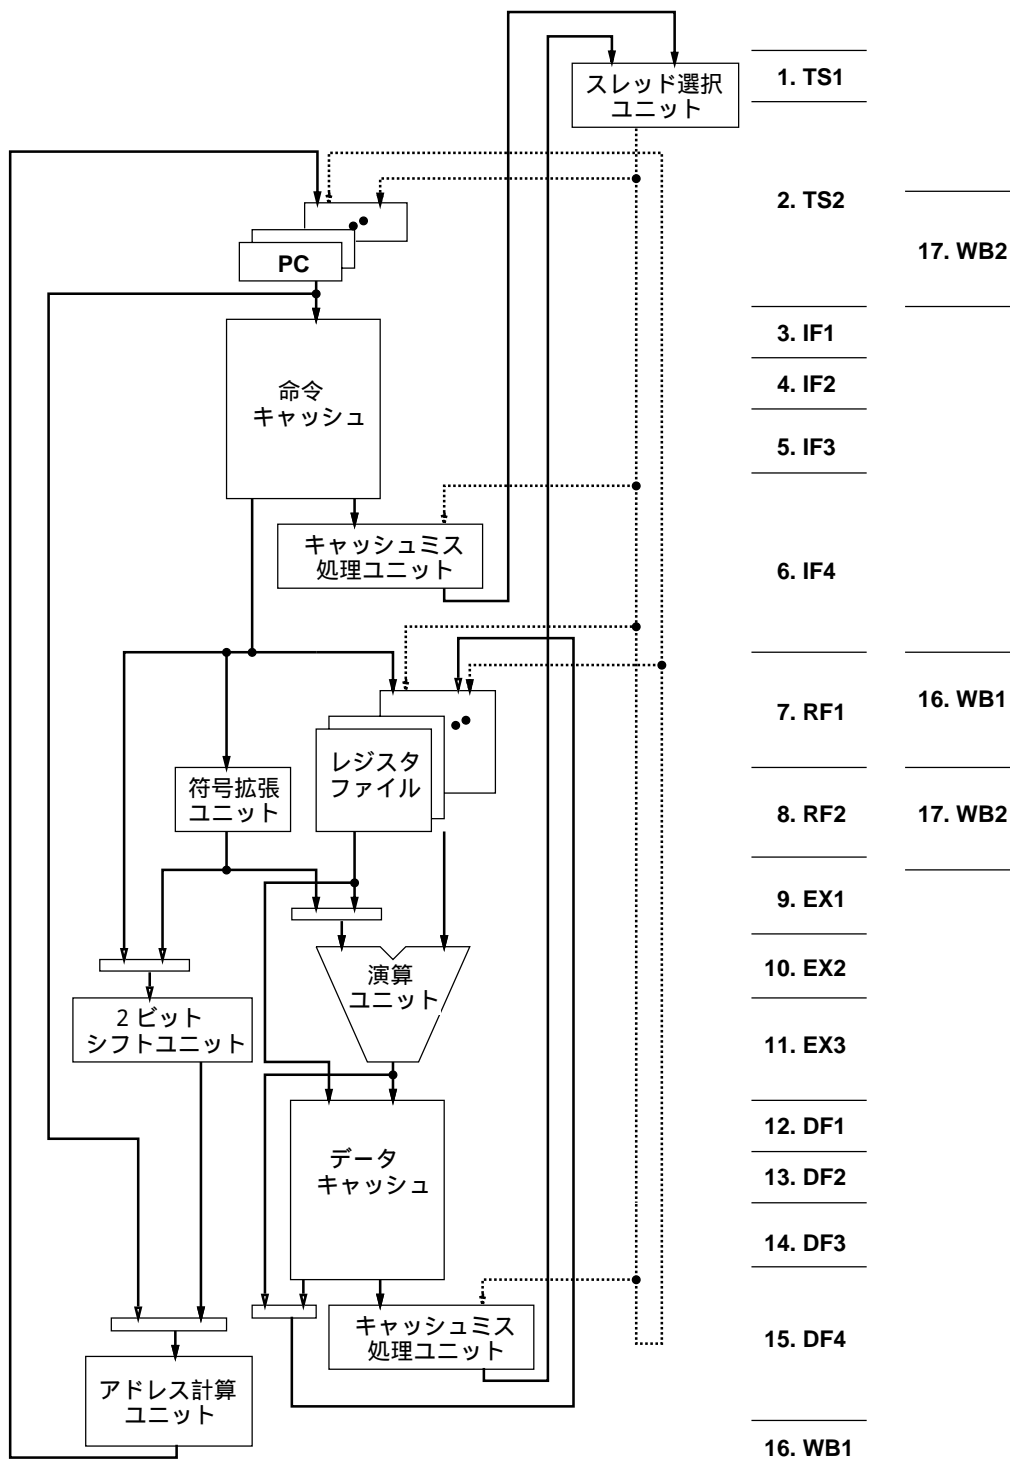 スレッド選択
ユニット
PC
命令
キャッシュ
キャッシュミス
処理ユニット
符号拡張
ユニット
レジスタ
ファイル
演算
ユニット
2 ビット
シフトユニット
データ
キャッシュ
キャッシュミス
処理ユニット
アドレス計算
ユニット
1. TS1
2. TS2
3. IF1
4. IF2
5. IF3
6. IF4
7. RF1
8. RF2
9. EX1
10. EX2
11. EX3
12. DF1
13. DF2
14. DF3
15. DF4
16. WB1
17. WB2
16. WB1
17. WB2